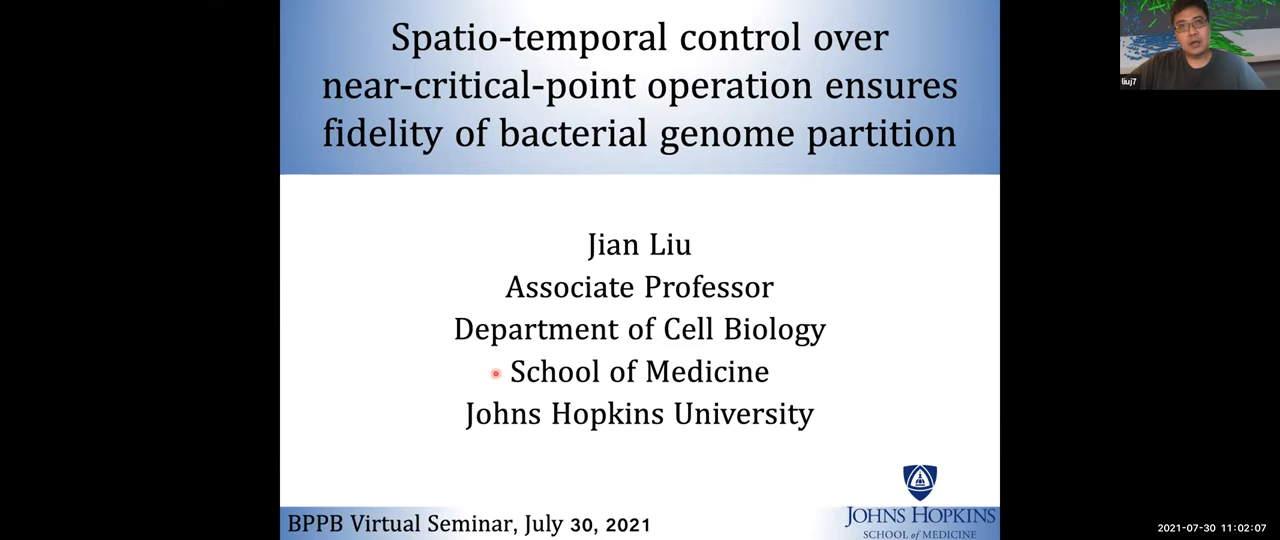 Spatio-temporal control over
near-critical-point operation ensures
fidelity of bacterial genome partition
liuj7
Jian Liu
Associate Professor
Department of Cell Biology
School of Medicine
Johns Hopkins University
BPPB Virtual Seminar, July 30, 2021
JOHNS HOPKINS
SCHOOL of MEDICINE
2021-07-30 11:02:07